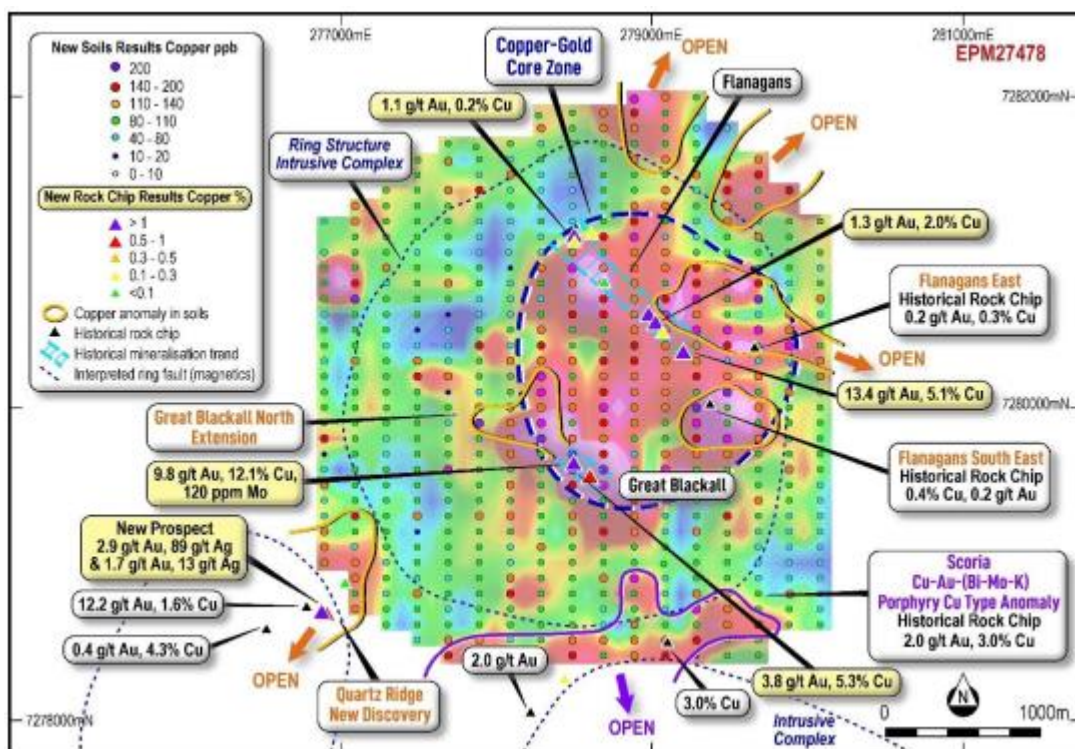 277000mE
279000mE
281000mE
EPM27478
7282000mN
7280000mN
7278000mN
New Soils Results Copper ppb
200
140 - 200
110 - 140
80 - 110
40 - 80
10 - 20
0 - 10
New Rock Chip Results Copper %
> 1
0.5 - 1
0.3 - 0.5
0.1 - 0.3
<0.1
Copper anomaly in soils
Historical rock chip
Historical mineralisation trend
Interpreted ring fault (magnetics)
Copper-Gold
Core Zone
OPEN
Flanagans
1.1 g/t Au, 0.2% Cu
OPEN
Ring Structure
Intrusive Complex
1.3 g/t Au, 2.0% Cu
Flanagans East
Historical Rock Chip
0.2 g/t Au, 0.3% Cu
OPEN
13.4 g/t Au, 5.1% Cu
Great Blackall North
Extension
Flanagans South East
Historical Rock Chip
0.4% Cu, 0.2 g/t Au
9.8 g/t Au, 12.1% Cu,
120 ppm Mo
Great Blackall
New Prospect
2.9 g/t Au, 89 g/t Ag
& 1.7 g/t Au, 13 g/t Ag
Scoria
Cu-Au-(Bi-Mo-K)
Porphyry Cu Type Anomaly
Historical Rock Chip
2.0 g/t Au, 3.0% Cu
12.2 g/t Au, 1.6% Cu
0.4 g/t Au, 4.3% Cu
OPEN
Quartz Ridge
New Discovery
2.0 g/t Au
OPEN
3.0% Cu
3.8 g/t Au, 5.3% Cu
Intrusive
Complex
N
0
1000m